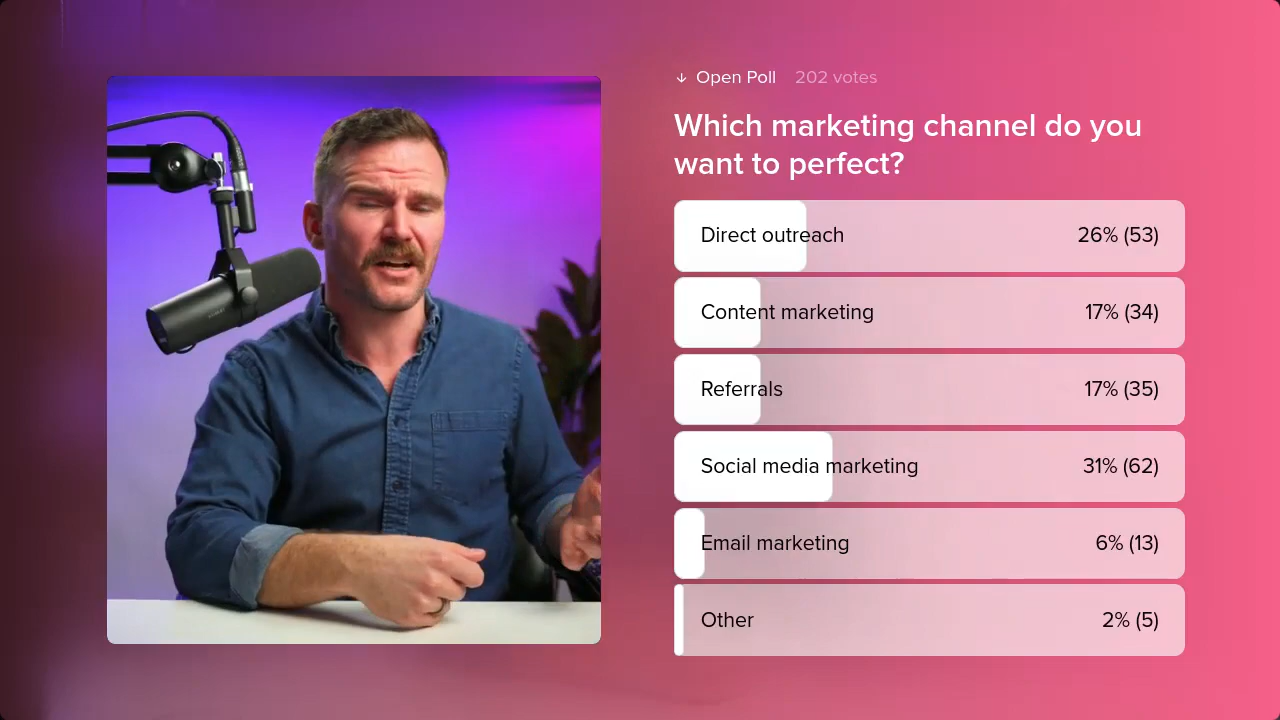 ↓ Open Poll 202 votes
Which marketing channel do you
want to perfect?
Direct outreach 26% (53)
Content marketing 17% (34)
Referrals 17% (35)
Social media marketing 31% (62)
Email marketing 6% (13)
Other 2% (5)